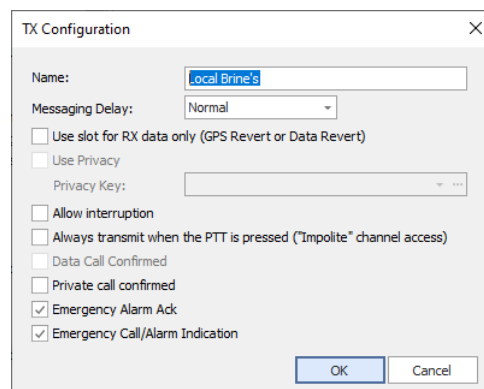 TX Configuration
Name: Local Brine's
Messaging Delay: Normal
Use slot for RX data only (GPS Revert or Data Revert)
Use Privacy
Privacy Key:
Allow interruption
Always transmit when the PTT is pressed ("Impolite" channel access)
Data Call Confirmed
Private call confirmed
Emergency Alarm Ack
Emergency Call/Alarm Indication
OK Cancel